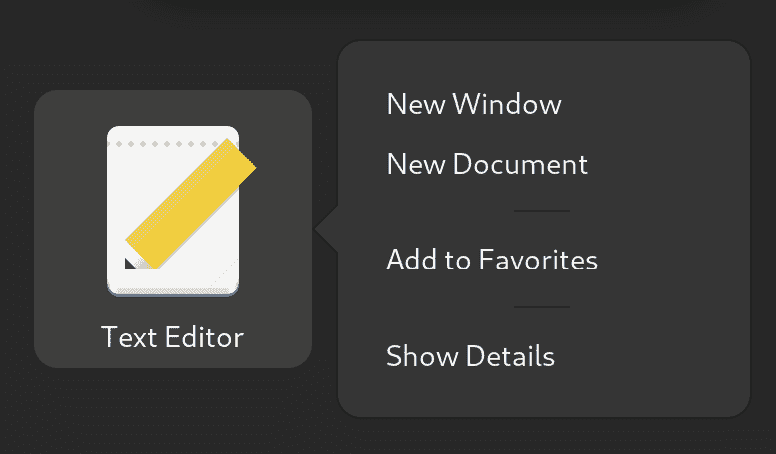 Text Editor
New Window
New Document
Add to Favorites
Show Details